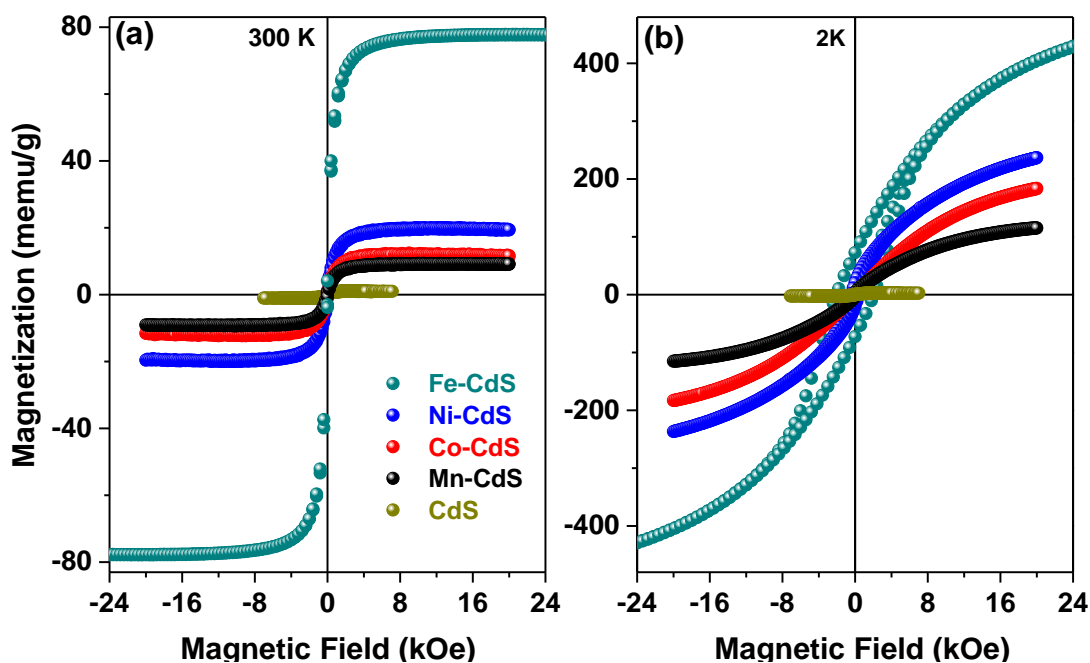 (a)
300 K
(b)
2K
Magnetization (memu/g)
80
40
0
-40
-80
400
200
0
-200
-400
Fe-CdS
Ni-CdS
Co-CdS
Mn-CdS
CdS
-24 -16 -8 0 8 16 24
-24 -16 -8 0 8 16 24
Magnetic Field (kOe)
Magnetic Field (kOe)